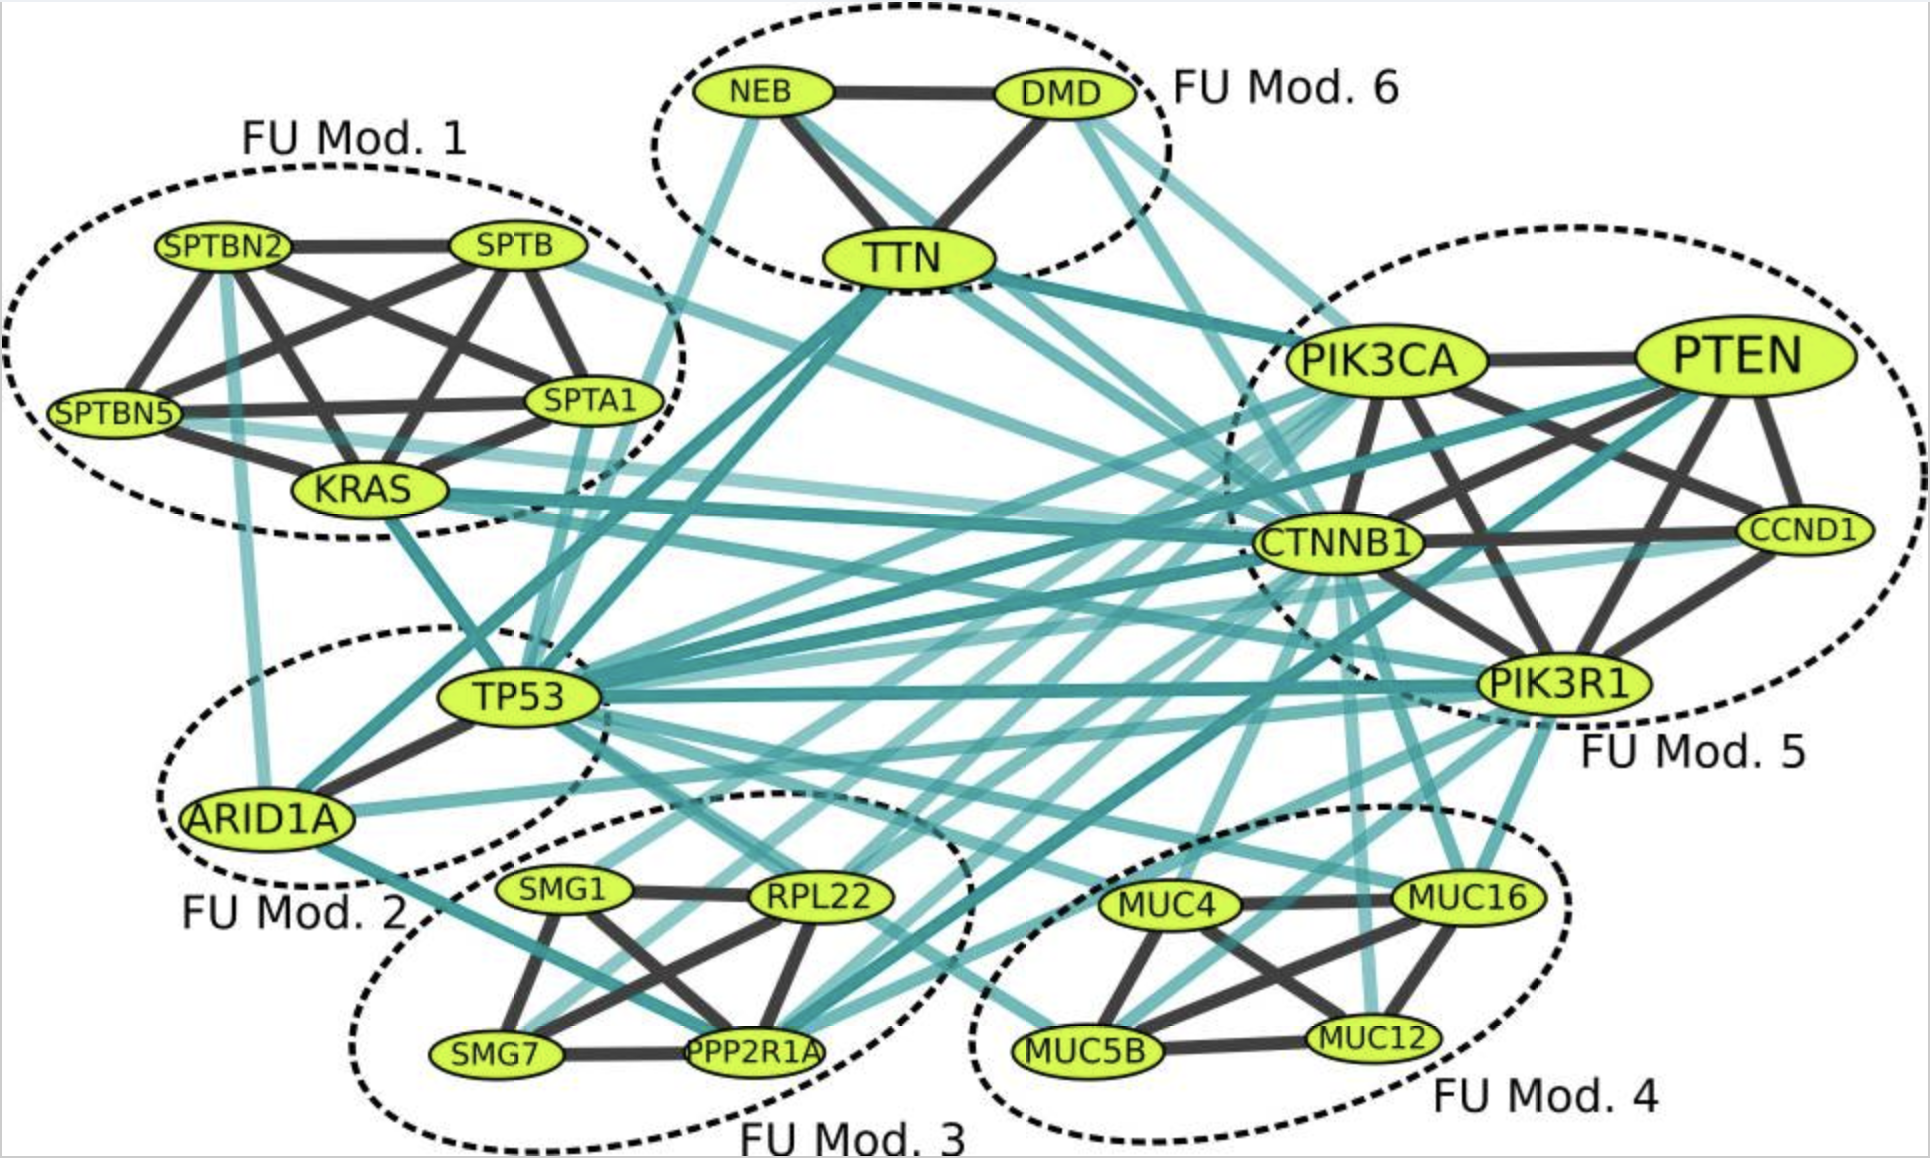 NEB
DMD
FU Mod. 6
TTN
FU Mod. 1
SPTBN2
SPTB
SPTBN5
SPTA1
KRAS
PIK3CA
PTEN
CTNNB1
CCND1
PIK3R1
FU Mod. 5
TP53
ARID1A
FU Mod. 2
SMG1
RPL22
SMG7
PPP2R1A
FU Mod. 3
MUC4
MUC16
MUC5B
MUC12
FU Mod. 4